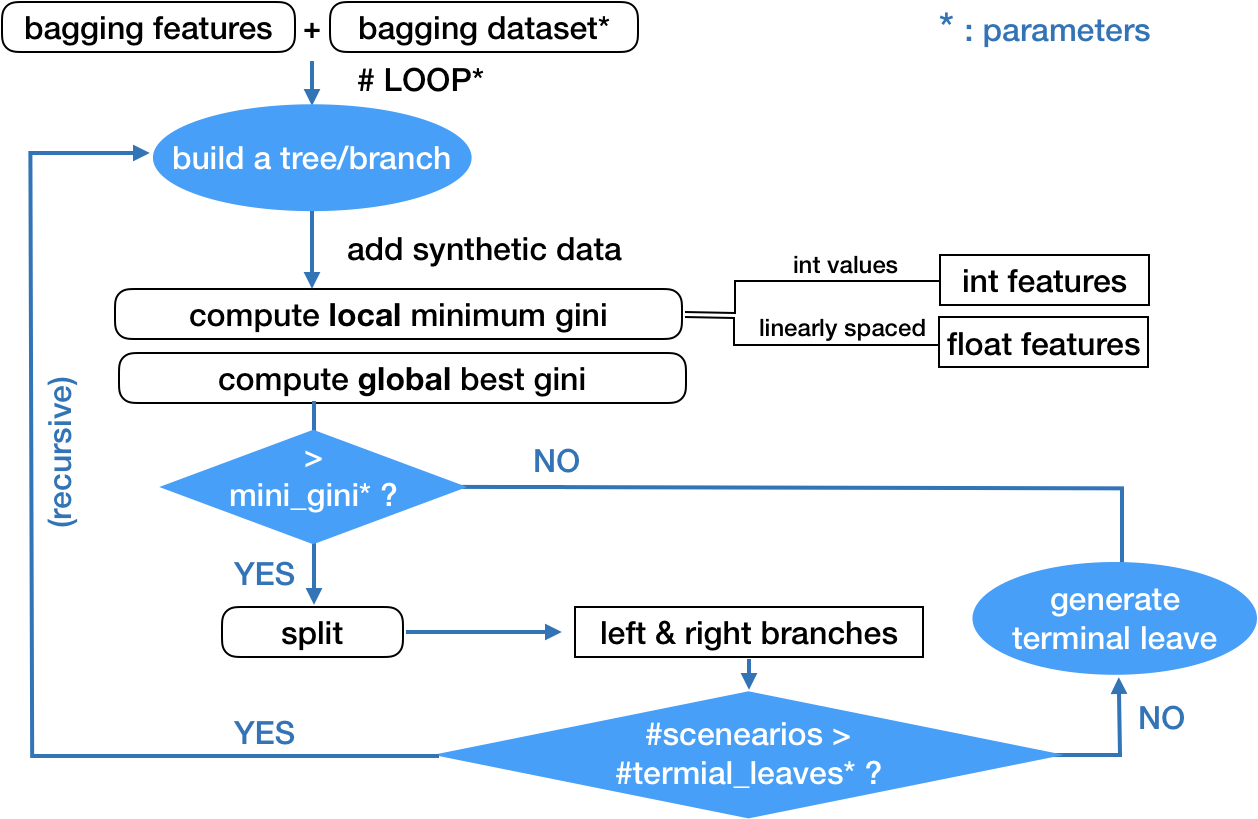 bagging features + bagging dataset*
* : parameters
# LOOP*
build a tree/branch
add synthetic data
int values
int features
compute local minimum gini
linearly spaced
float features
compute global best gini
(recursive)
>
mini_gini* ?
NO
YES
split
left & right branches
generate
terminal leave
YES
#scenearios >
#termial_leaves* ?
NO